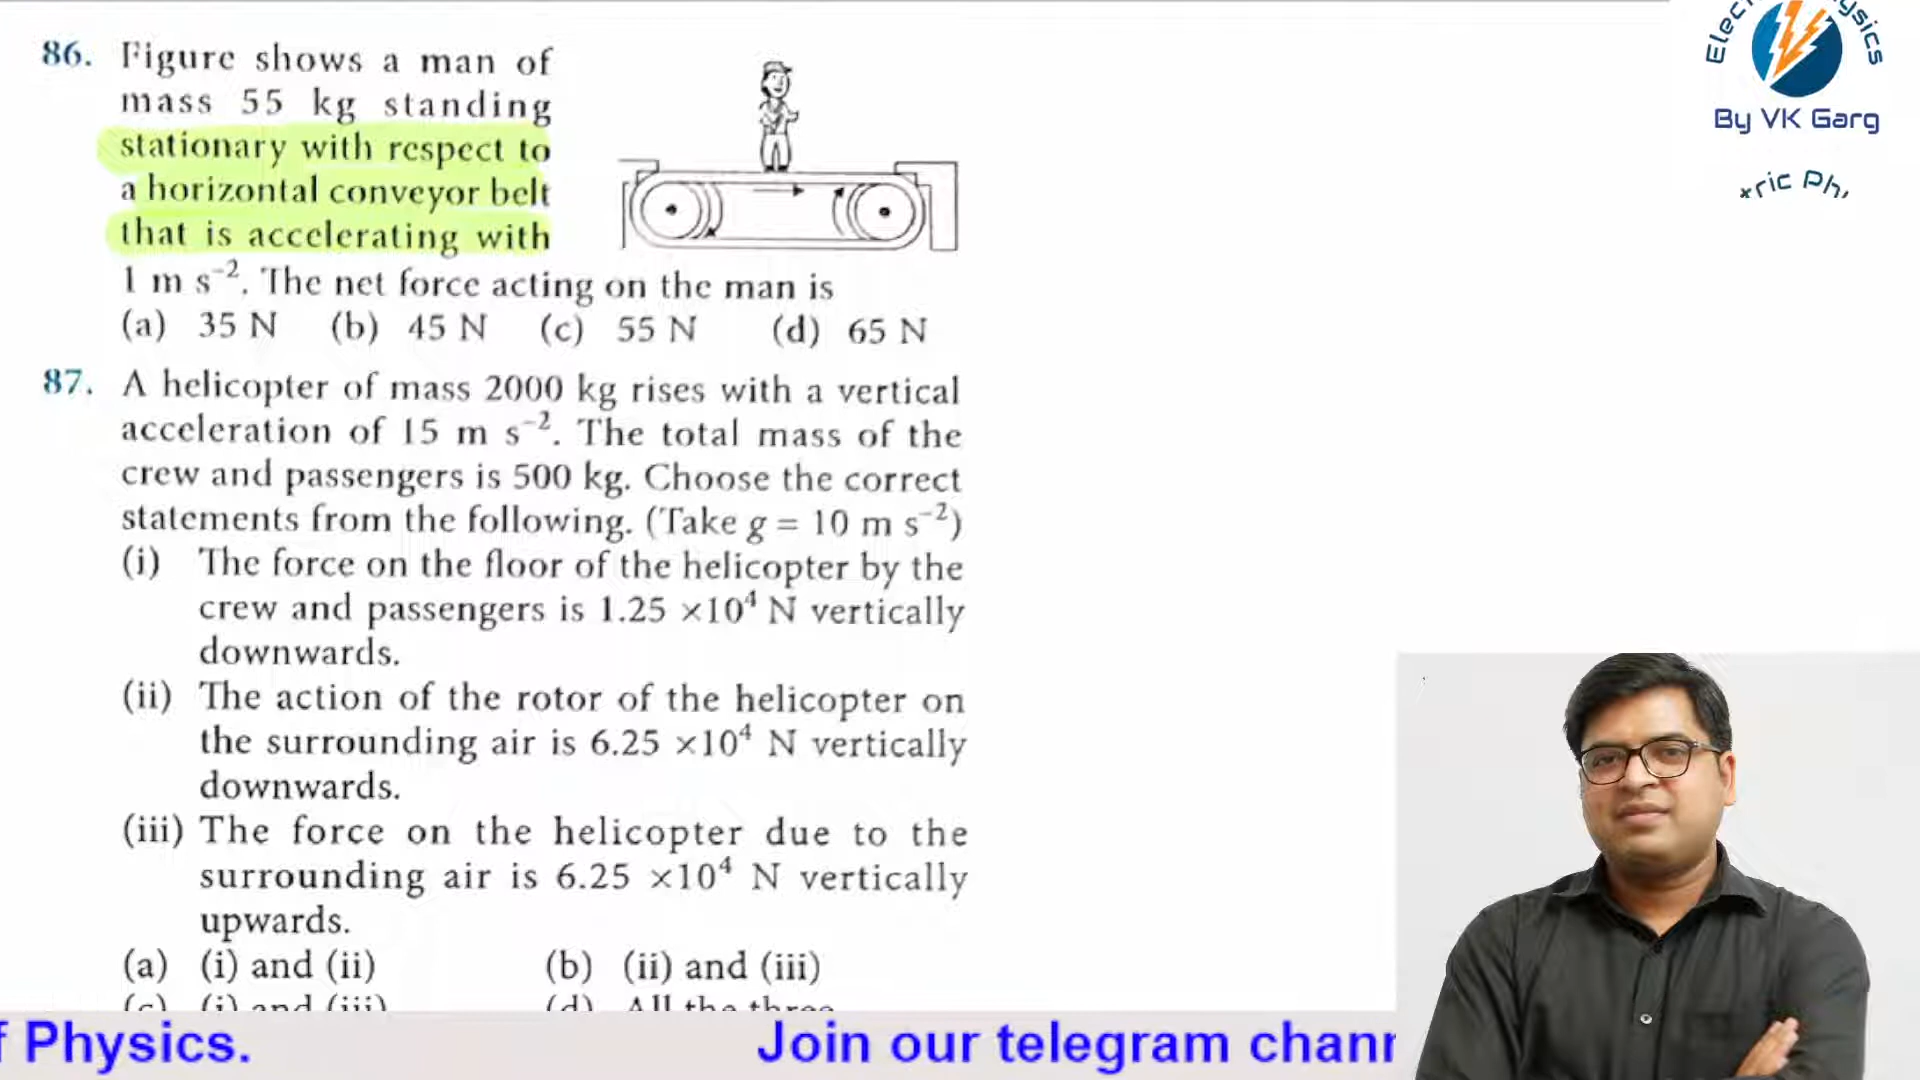 86. Figure shows a man of
mass 55 kg standing
stationary with respect to
a horizontal conveyor belt
that is accelerating with
1 m s⁻². The net force acting on the man is
(a) 35 N (b) 45 N (c) 55 N (d) 65 N
87. A helicopter of mass 2000 kg rises with a vertical
acceleration of 15 m s⁻². The total mass of the
crew and passengers is 500 kg. Choose the correct
statements from the following. (Take g = 10 m s⁻²)
(i) The force on the floor of the helicopter by the
crew and passengers is 1.25 ×10⁴ N vertically
downwards.
(ii) The action of the rotor of the helicopter on
the surrounding air is 6.25 ×10⁴ N vertically
downwards.
(iii) The force on the helicopter due to the
surrounding air is 6.25 ×10⁴ N vertically
upwards.
(a) (i) and (ii) (b) (ii) and (iii)
(c) (i) and (iii) (d) All the three
By VK Garg
f Physics. Join our telegram chan